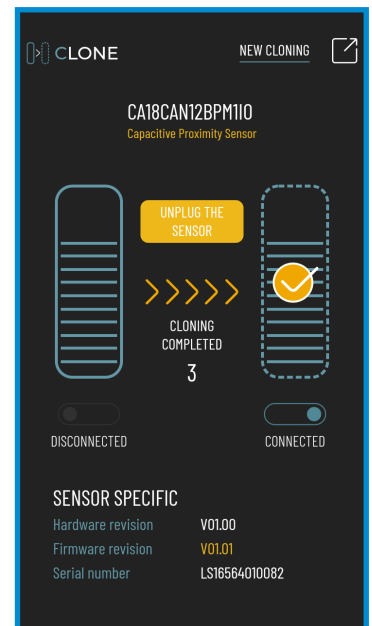 CLONE
NEW CLONING
CA18CAN12BPM1IO
Capacitive Proximity Sensor
UNPLUG THE
SENSOR
CLONING
COMPLETED
3
DISCONNECTED
CONNECTED
SENSOR SPECIFIC
Hardware revision V01.00
Firmware revision V01.01
Serial number LS16564010082